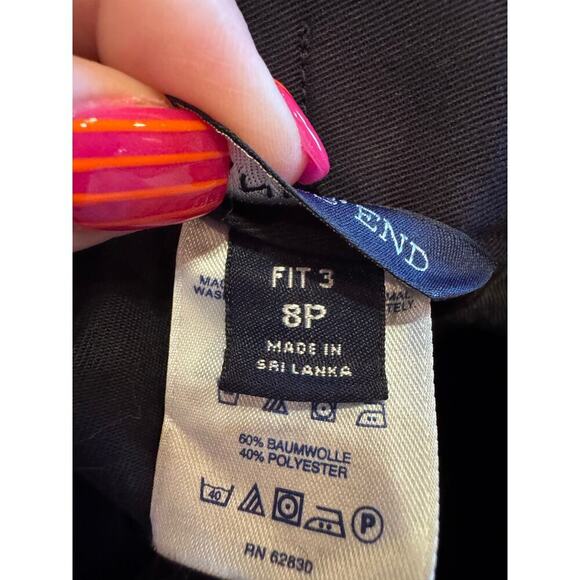 END
FIT 3
8P
MADE IN
SRI LANKA
60% BAUMWOLLE
40% POLYESTER
40
P
RN 62830